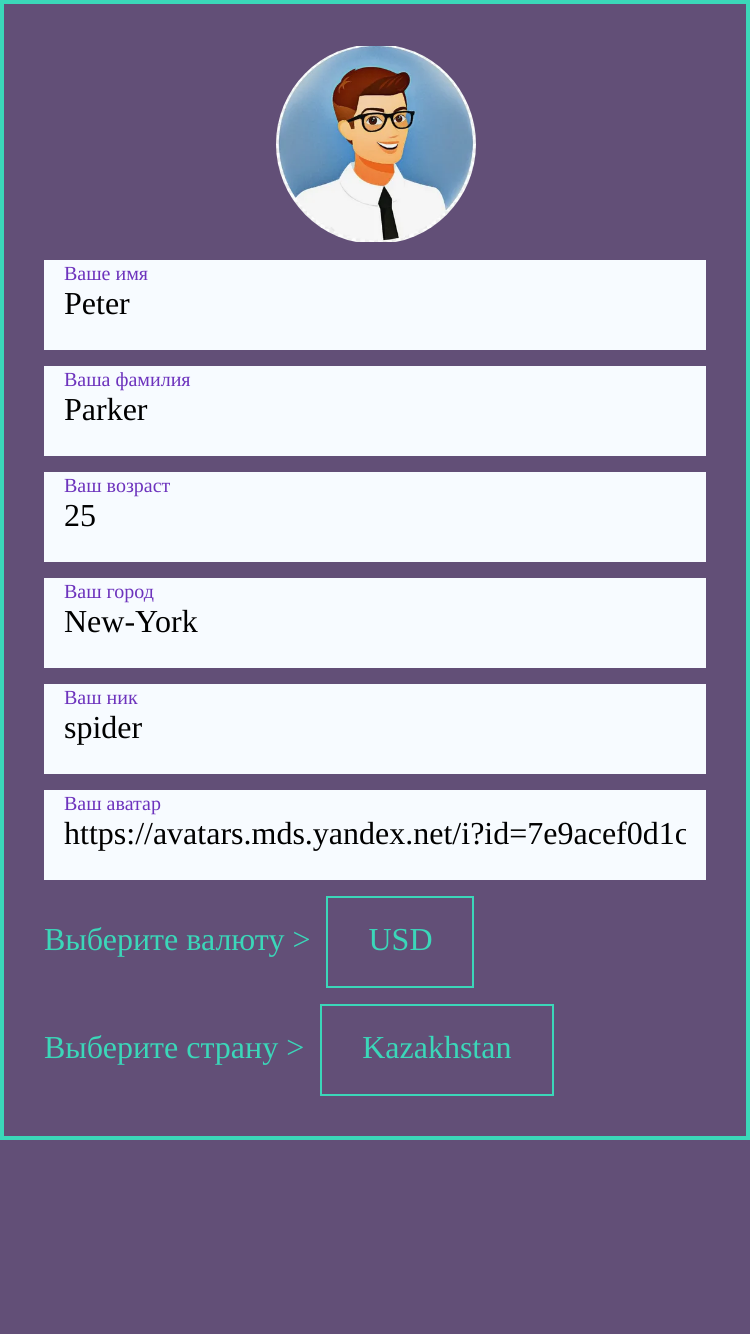 Ваше имя
Peter
Ваша фамилия
Parker
Ваш возраст
25
Ваш город
New-York
Ваш ник
spider
Ваш аватар
https://avatars.mds.yandex.net/i?id=7e9acef0d1c
Выберите валюту > USD
Выберите страну > Kazakhstan